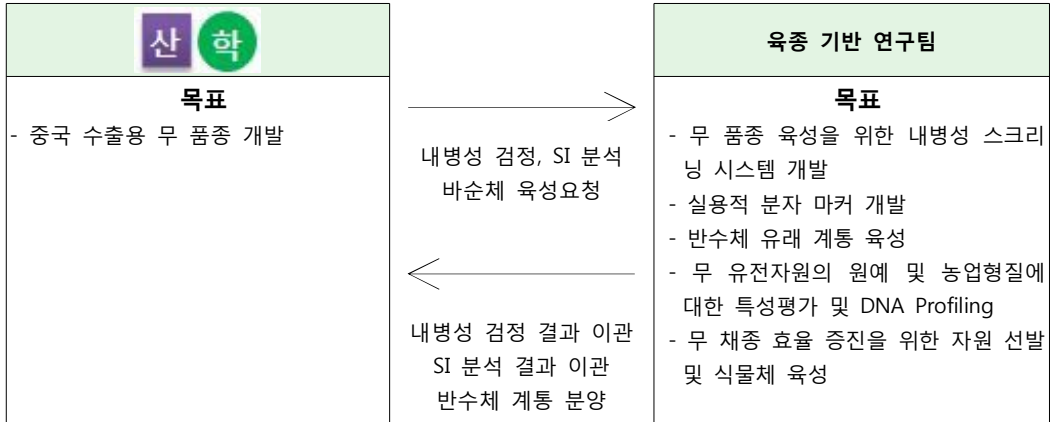 산 학
목표
- 중국 수출용 무 품종 개발
내병성 검정, SI 분석
바순체 육성요청
내병성 검정 결과 이관
SI 분석 결과 이관
반수체 계통 분양
육종 기반 연구팀
목표
- 무 품종 육성을 위한 내병성 스크리
닝 시스템 개발
- 실용적 분자 마커 개발
- 반수체 유래 계통 육성
- 무 유전자원의 원예 및 농업형질에
대한 특성평가 및 DNA Profiling
- 무 채종 효율 증진을 위한 자원 선발
및 식물체 육성